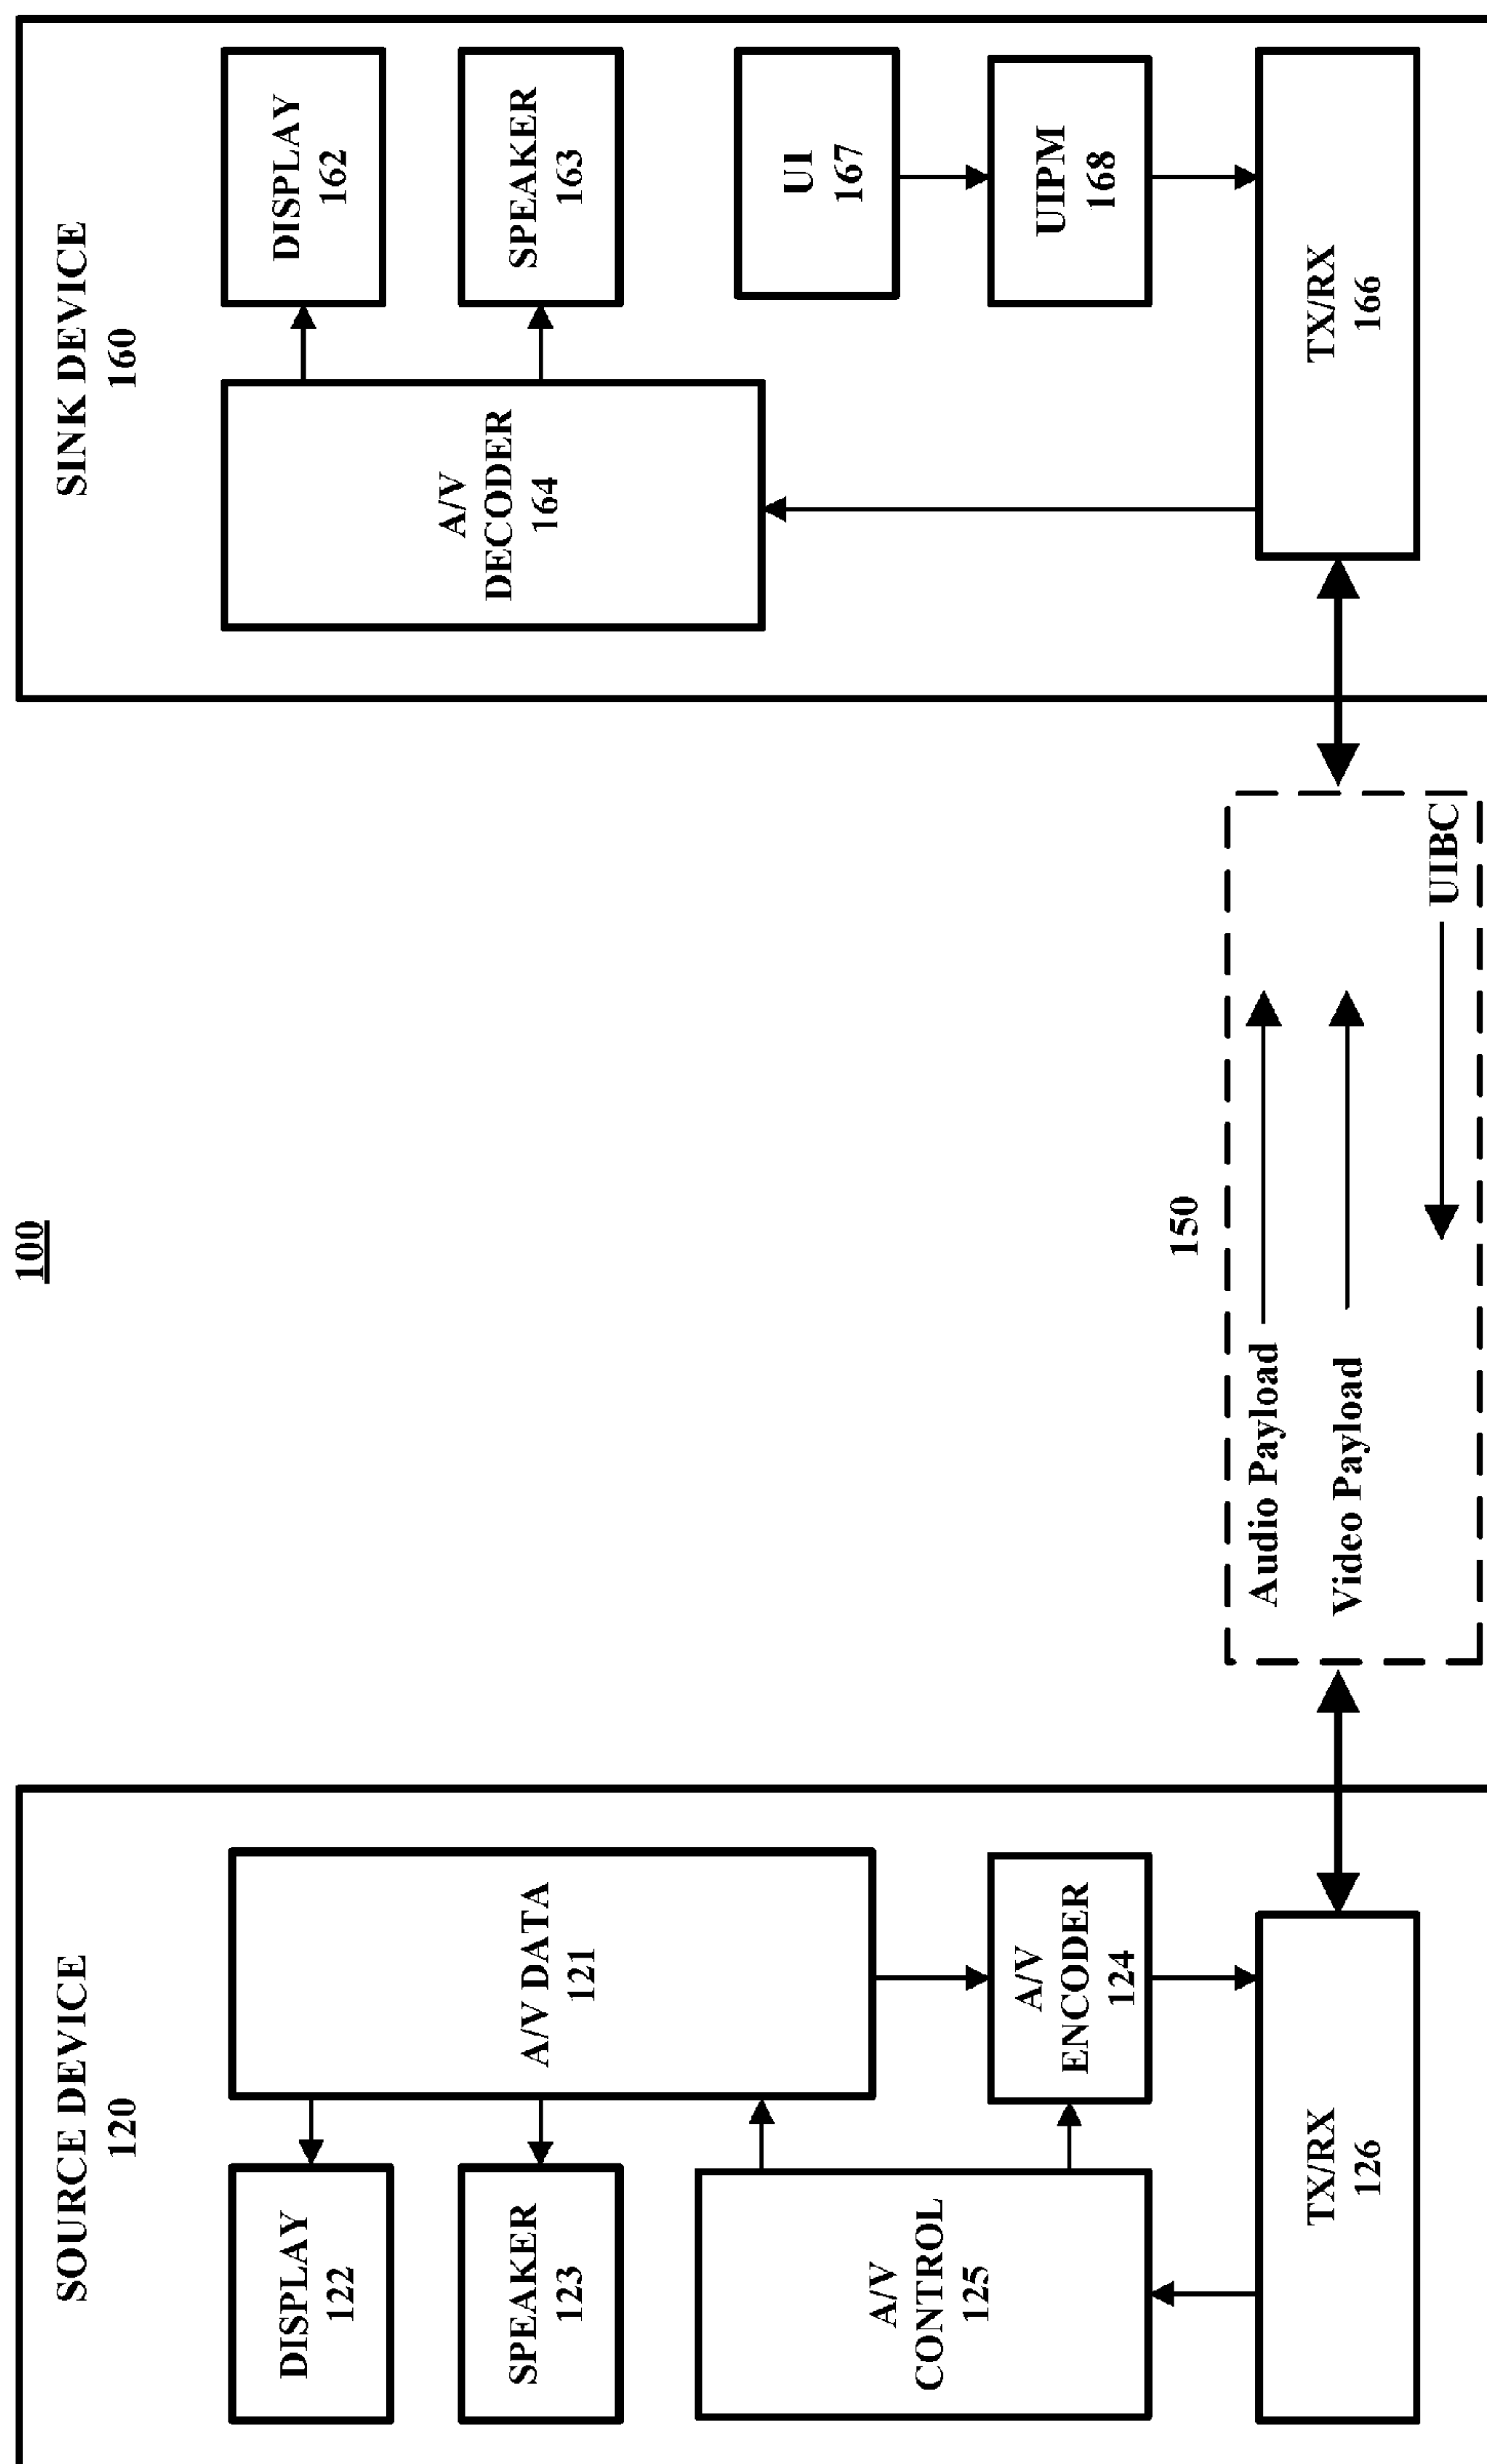 100
SOURCE DEVICE
120
DISPLAY
122
SPEAKER
123
A/V DATA
121
A/V
CONTROL
125
A/V
ENCODER
124
TX/RX
126
150
Audio Payload
Video Payload
UIBC
SINK DEVICE
160
A/V
DECODER
164
DISPLAY
162
SPEAKER
163
UI
167
UIPM
168
TX/RX
166